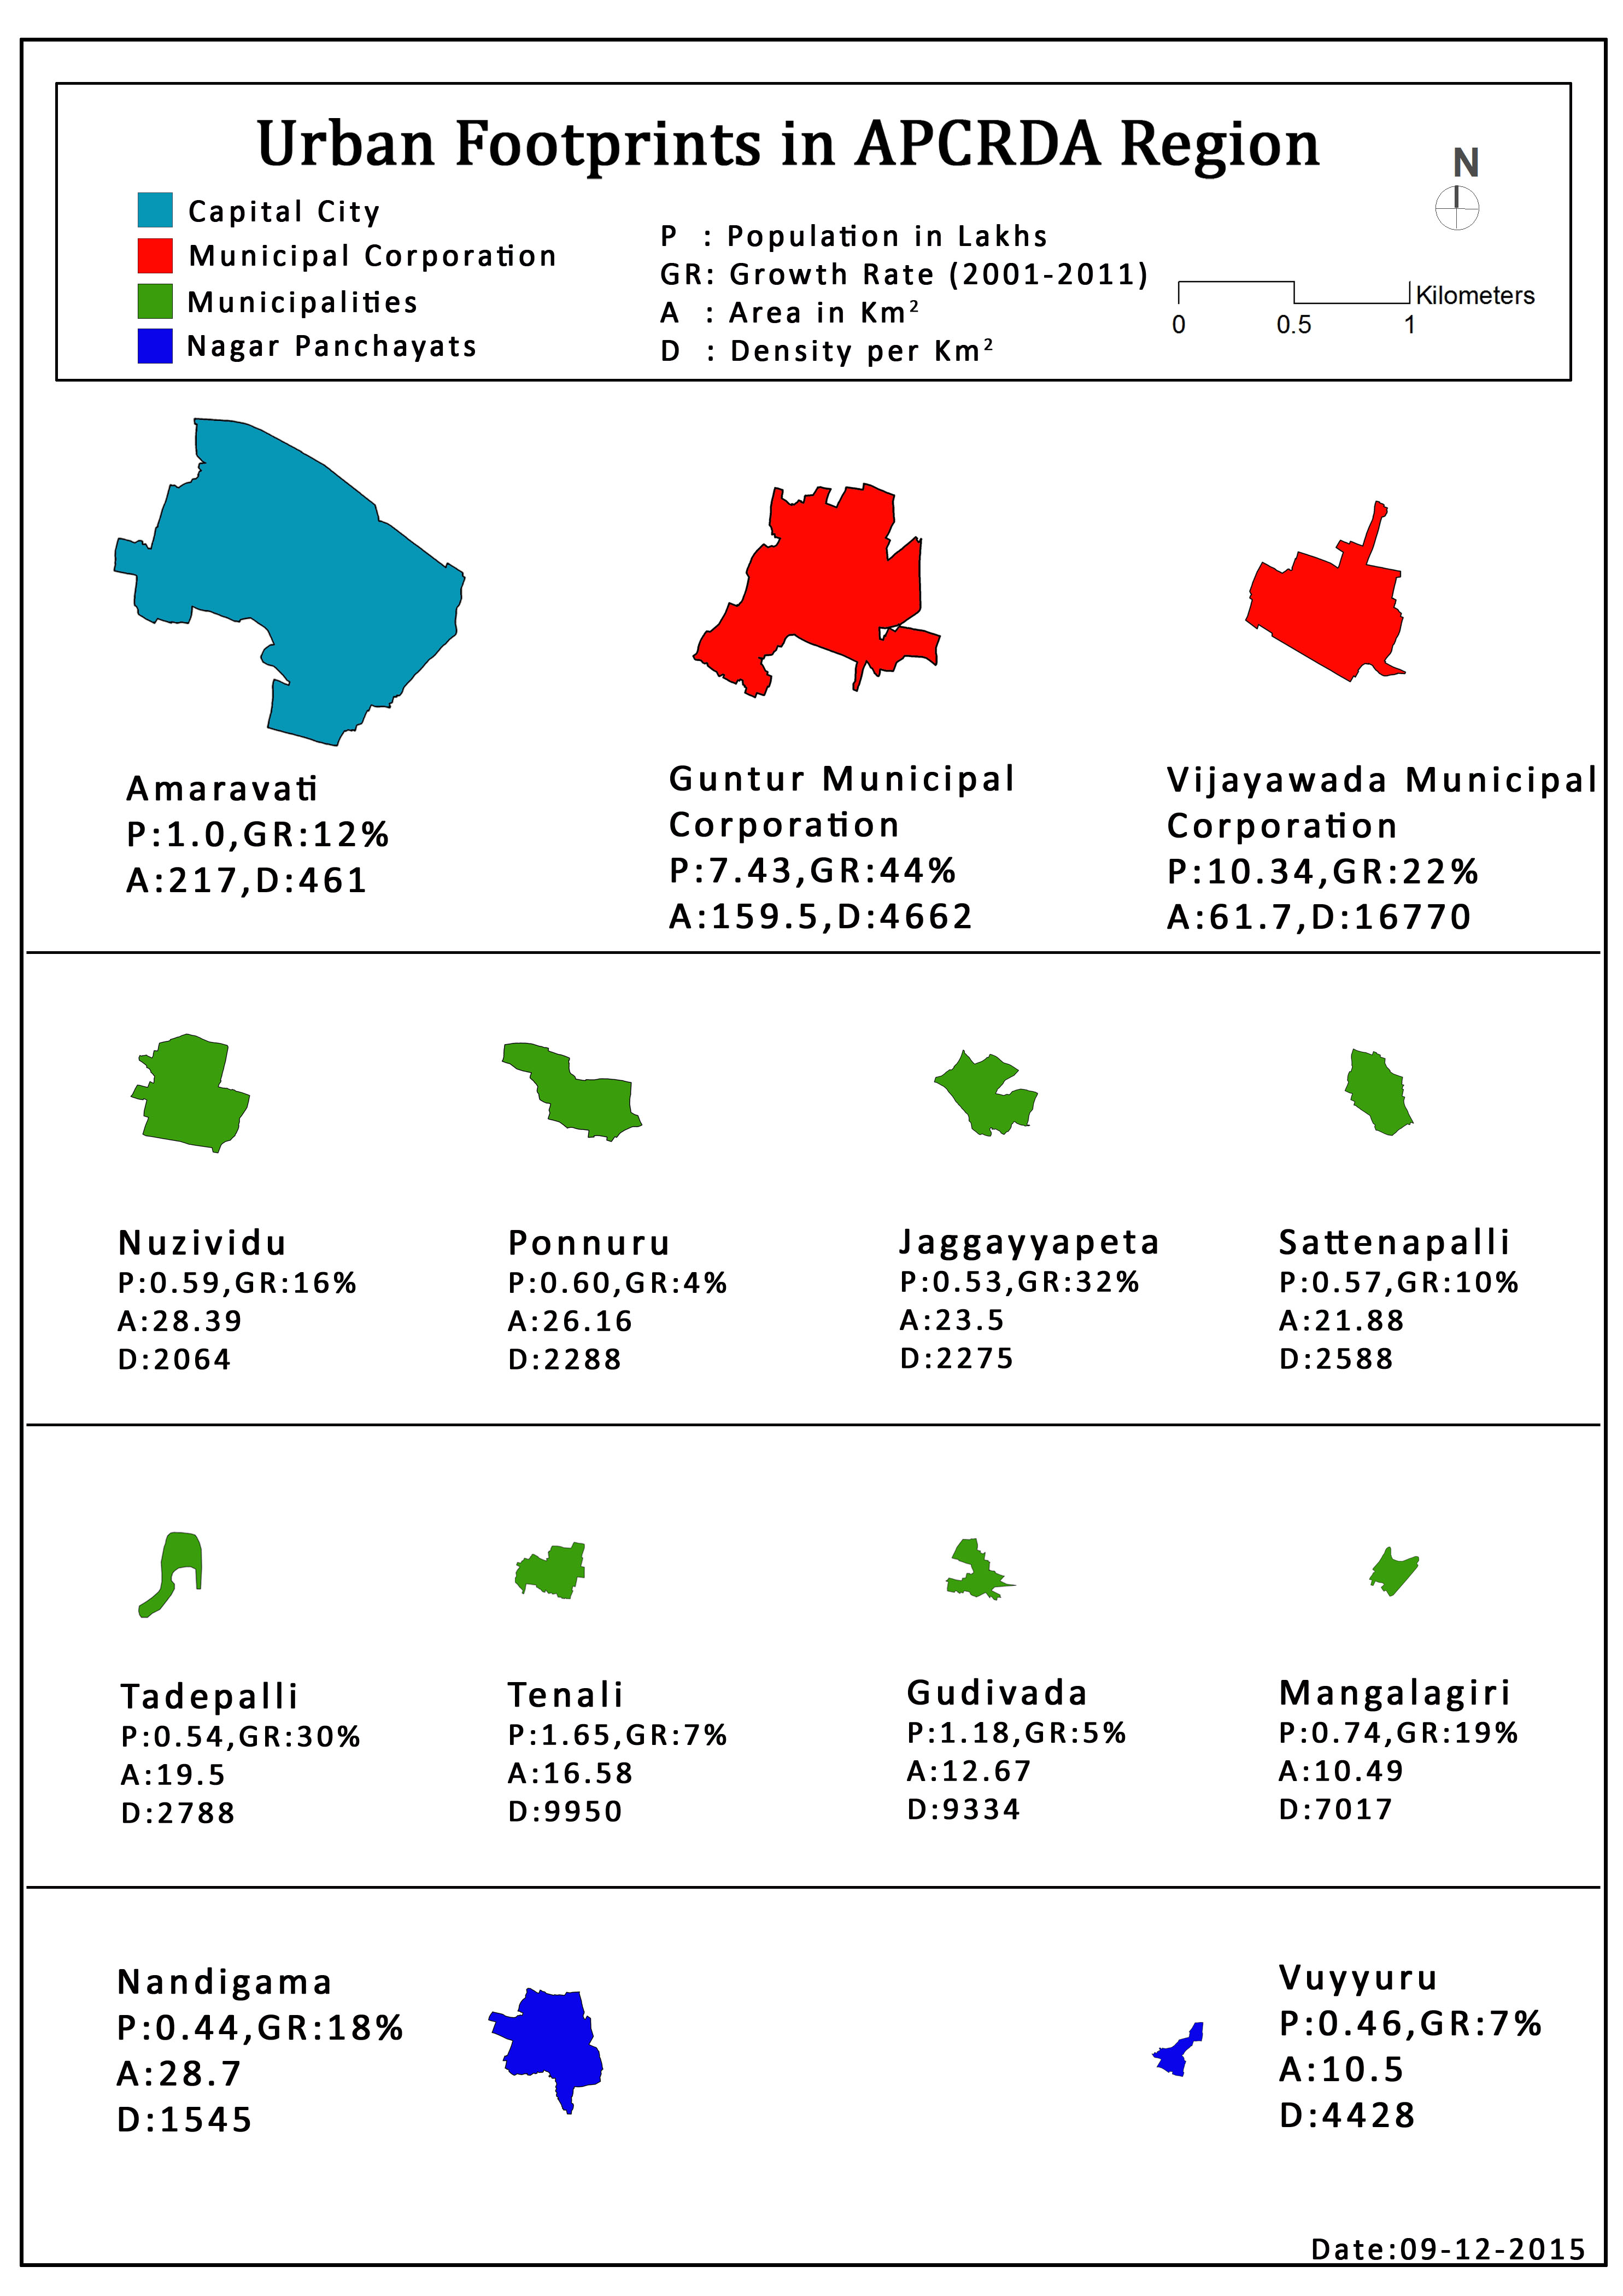 Urban Footprints in APCRDA Region
N
Capital City
Municipal Corporation
Municipalities
Nagar Panchayats
P : Population in Lakhs
GR: Growth Rate (2001-2011)
A : Area in Km²
D : Density per Km²
Kilometers
0 0.5 1
Amaravati
P:1.0,GR:12%
A:217,D:461
Guntur Municipal
Corporation
P:7.43,GR:44%
A:159.5,D:4662
Vijayawada Municipal
Corporation
P:10.34,GR:22%
A:61.7,D:16770
Nuzividu
P:0.59,GR:16%
A:28.39
D:2064
Ponnuru
P:0.60,GR:4%
A:26.16
D:2288
Jaggayyapeta
P:0.53,GR:32%
A:23.5
D:2275
Sattenapalli
P:0.57,GR:10%
A:21.88
D:2588
Tadepalli
P:0.54,GR:30%
A:19.5
D:2788
Tenali
P:1.65,GR:7%
A:16.58
D:9950
Gudivada
P:1.18,GR:5%
A:12.67
D:9334
Mangalagiri
P:0.74,GR:19%
A:10.49
D:7017
Nandigama
P:0.44,GR:18%
A:28.7
D:1545
Vuyyuru
P:0.46,GR:7%
A:10.5
D:4428
Date:09-12-2015